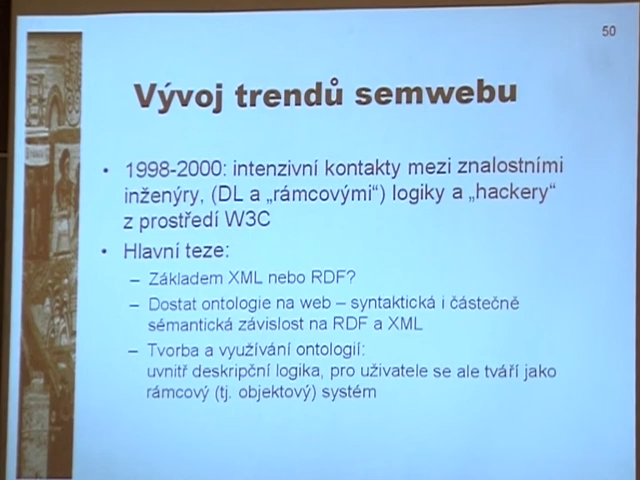 50
Vývoj trendů semwebu
• 1998-2000: intenzivní kontakty mezi znalostními
inženýry, (DL a „rámcovými“) logiky a „hackery“
z prostředí W3C
• Hlavní teze:
– Základem XML nebo RDF?
– Dostat ontologie na web – syntaktická i částečně
sémantická závislost na RDF a XML
– Tvorba a využívání ontologií:
uvnitř deskripční logika, pro uživatele se ale tváří jako
rámcový (tj. objektový) systém